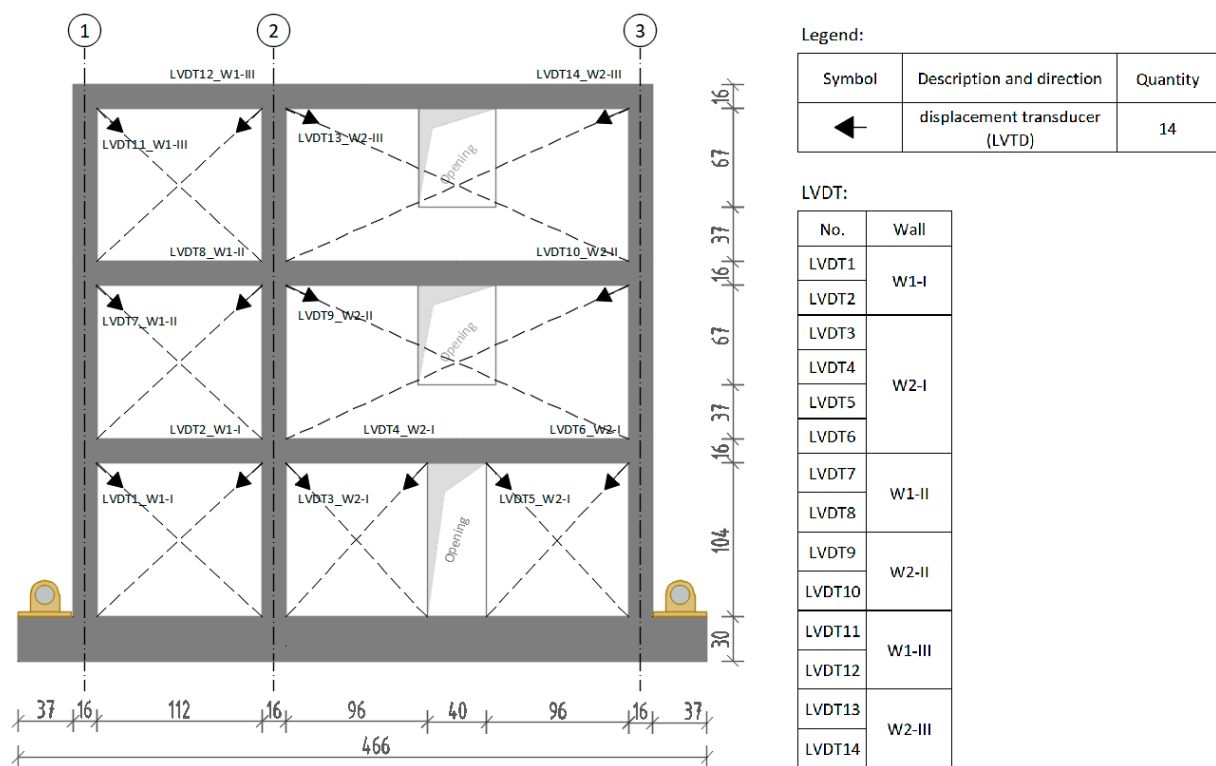 1
2
3
LVDT12_W1-III
LVDT14_W2-III
LVDT11_W1-III
LVDT13_W2-III
Opening
LVDT8_W1-II
LVDT10_W2-II
LVDT7_W1-II
LVDT9_W2-II
Opening
LVDT2_W1-I
LVDT4_W2-I
LVDT6_W2-I
LVDT1_W1-I
LVDT3_W2-I
LVDT5_W2-I
Opening
16
67
37
16
67
37
16
104
30
37 16 112 16 96 40 96 16 37
466
Legend:
Symbol Description and direction Quantity
displacement transducer
(LVTD)
14
LVDT:
No. Wall
LVDT1
W1-I
LVDT2
LVDT3
LVDT4
W2-I
LVDT5
LVDT6
LVDT7
W1-II
LVDT8
LVDT9
W2-II
LVDT10
LVDT11
W1-III
LVDT12
LVDT13
W2-III
LVDT14